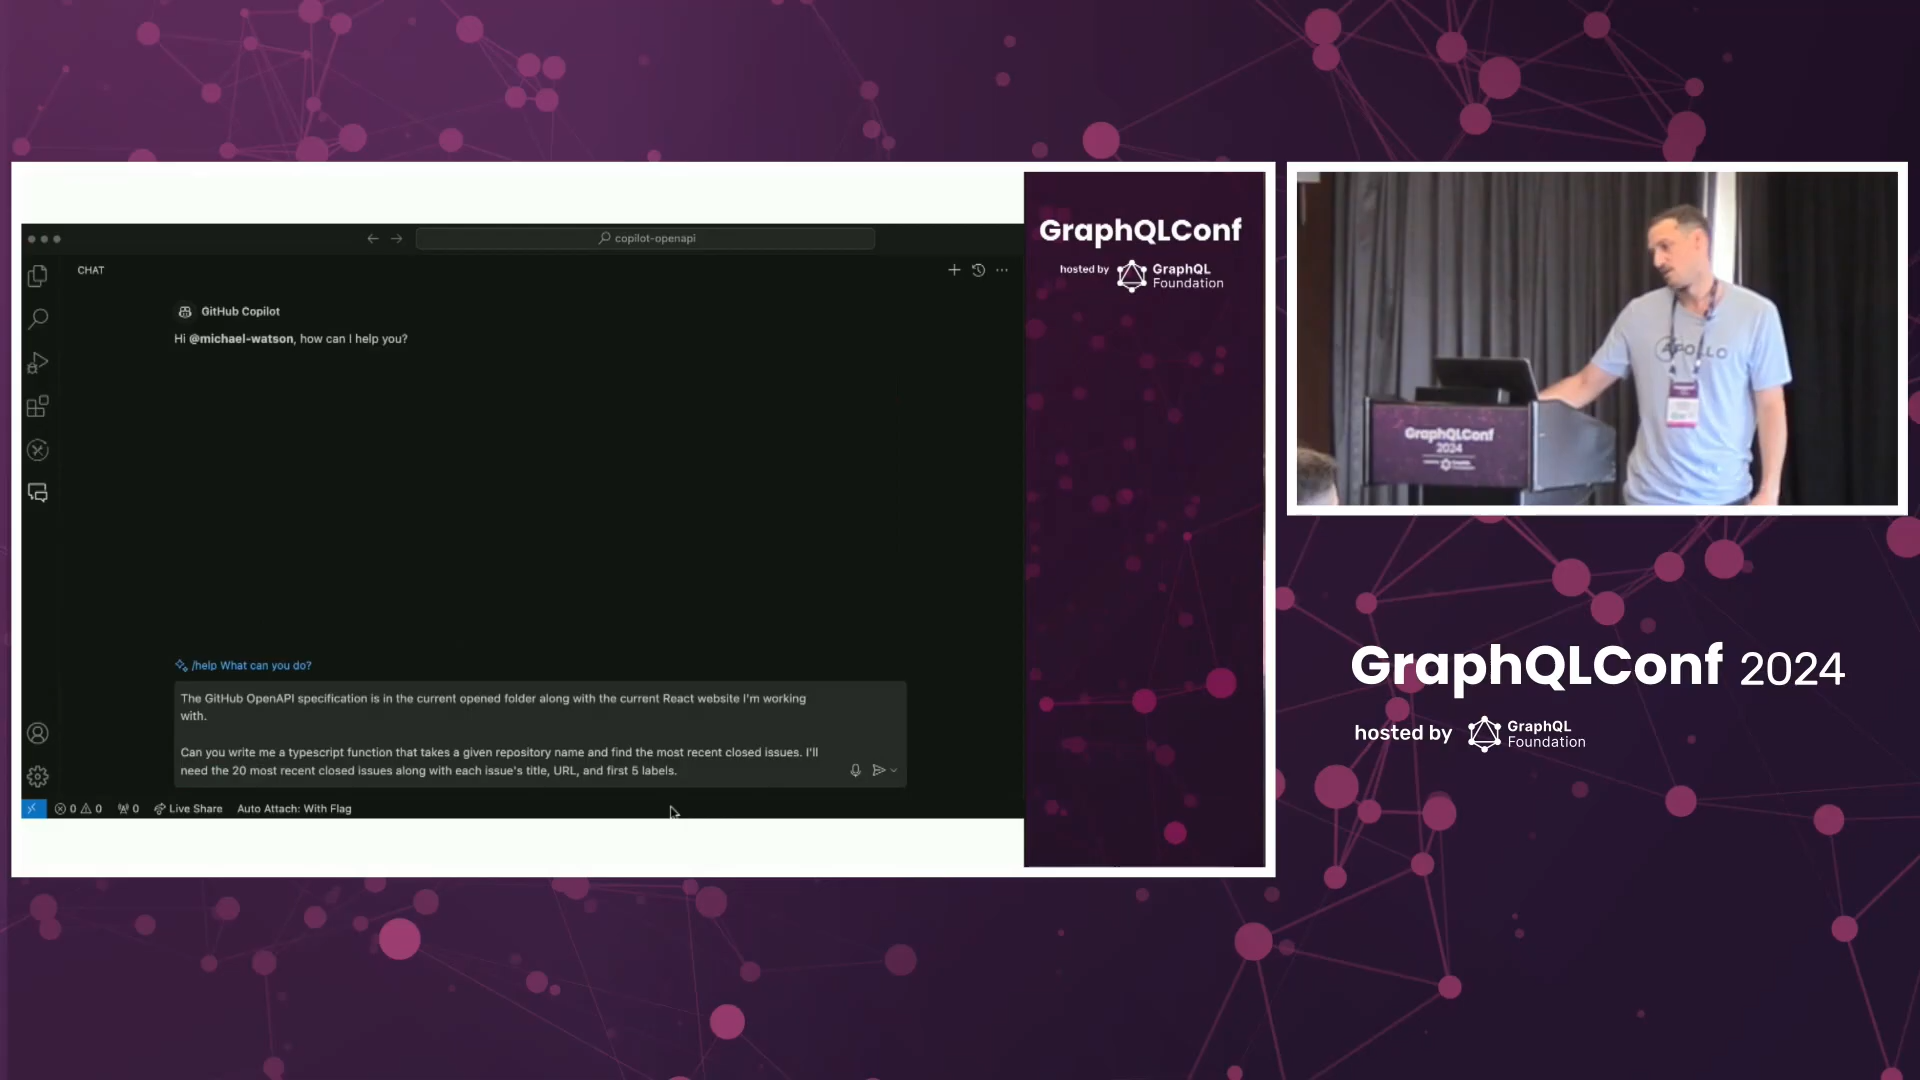 copilot-openapi
CHAT
GitHub Copilot
Hi @michael-watson, how can I help you?
/help What can you do?
The GitHub OpenAPI specification is in the current opened folder along with the current React website I'm working
with.
Can you write me a typescript function that takes a given repository name and find the most recent closed issues. I'll
need the 20 most recent closed issues along with each issue's title, URL, and first 5 labels.
0 0 0 Live Share Auto Attach: With Flag
GraphQLConf
hosted by GraphQL
Foundation
APOLLO
GraphQLConf
2024
GraphQLConf 2024
hosted by GraphQL
Foundation